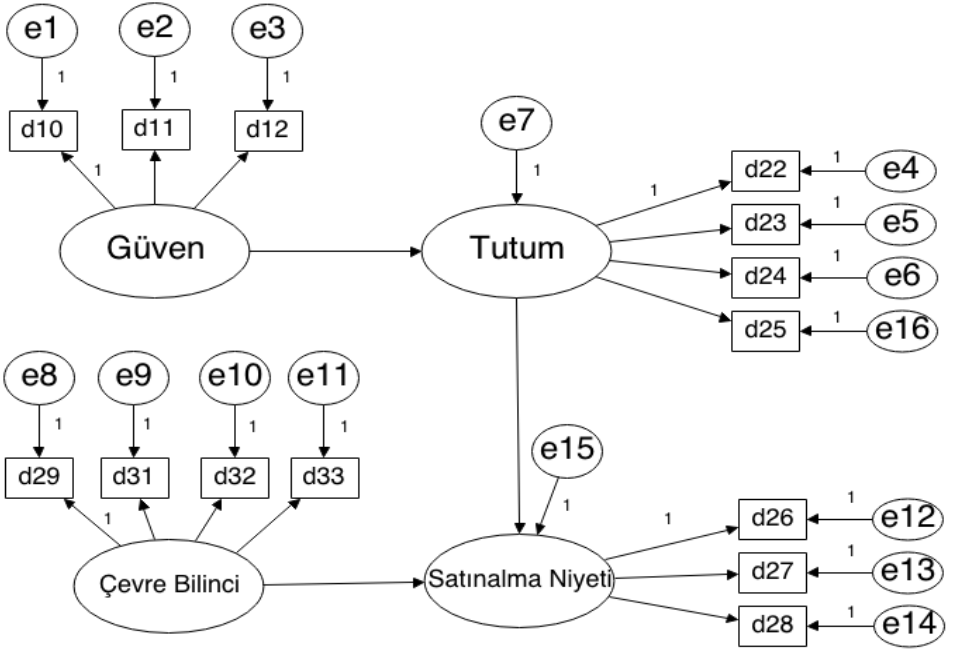 e1 e2 e3
1 1 1
d10 d11 d12
1
Güven
e7
1
Tutum
1
d22 1 e4
d23 1 e5
d24 1 e6
d25 1 e16
e8 e9 e10 e11
1 1 1 1
d29 d31 d32 d33
1
Çevre Bilinci
e15
1
Satınalma Niyeti
1
d26 1 e12
d27 1 e13
d28 1 e14